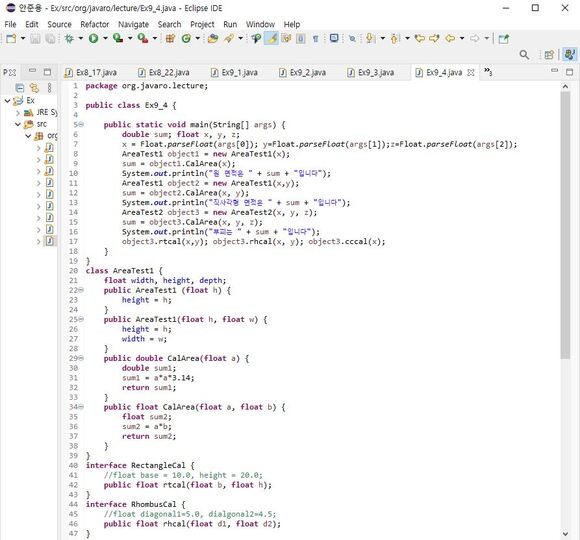 안준용 - Ex/src/org/javaro/lecture/Ex9_4.java - Eclipse IDE
File Edit Source Refactor Navigate Search Project Run Window Help
Ex8_17.java Ex8_22.java Ex9_1.java Ex9_2.java Ex9_3.java Ex9_4.java
P
Ex
JRE Sy
src
org
1 package org.javaro.lecture;
2
3 public class Ex9_4 {
4
5 public static void main(String[] args) {
6 double sum; float x, y, z;
7 x = Float.parseFloat(args[0]); y=Float.parseFloat(args[1]);z=Float.parseFloat(args[2]);
8 AreaTest1 object1 = new AreaTest1(x);
9 sum = object1.CalArea(x);
10 System.out.println("원 면적은 " + sum + "입니다");
11 AreaTest1 object2 = new AreaTest1(x,y);
12 sum = object2.CalArea(x, y);
13 System.out.println("직사각형 면적은 " + sum + "입니다");
14 AreaTest2 object3 = new AreaTest2(x, y, z);
15 sum = object3.CalArea(x, y, z);
16 System.out.println("부피는 " + sum + "입니다");
17 object3.rtcal(x,y); object3.rhcal(x, y); object3.cccal(x);
18 }
19 }
20 class AreaTest1 {
21 float width, height, depth;
22 public AreaTest1 (float h) {
23 height = h;
24 }
25 public AreaTest1(float h, float w) {
26 height = h;
27 width = w;
28 }
29 public double CalArea(float a) {
30 double sum1;
31 sum1 = a*a*3.14;
32 return sum1;
33 }
34 public float CalArea(float a, float b) {
35 float sum2;
36 sum2 = a*b;
37 return sum2;
38 }
39 }
40 interface RectangleCal {
41 //float base = 10.0, height = 20.0;
42 public float rtcal(float b, float h);
43 }
44 interface RhombusCal {
45 //float diagonal1=5.0, dialgonal2=4.5;
46 public float rhcal(float d1, float d2);
47 }